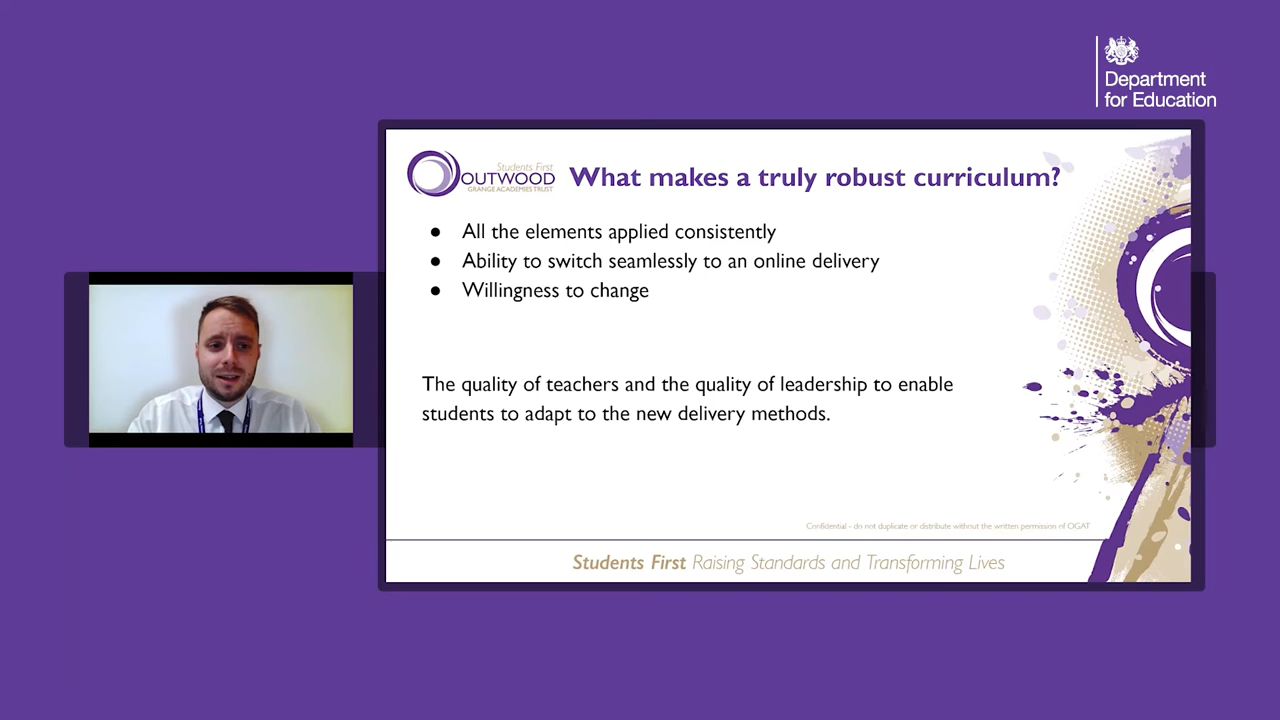 Department
for Education
Students First
OUTWOOD
GRANGE ACADEMIES TRUST
What makes a truly robust curriculum?
● All the elements applied consistently
● Ability to switch seamlessly to an online delivery
● Willingness to change
The quality of teachers and the quality of leadership to enable
students to adapt to the new delivery methods.
Confidential - do not duplicate or distribute without the written permission of OGAT
Students First Raising Standards and Transforming Lives